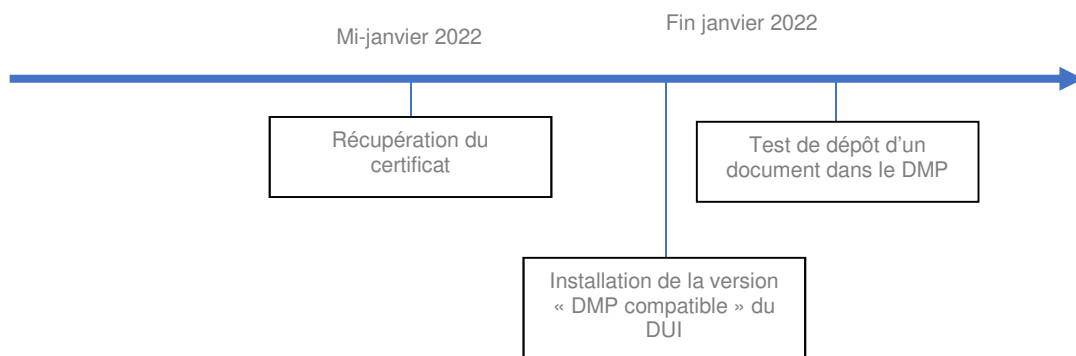 Mi-janvier 2022
Fin janvier 2022
Récupération du
certificat
Test de dépôt d'un
document dans le DMP
Installation de la version
« DMP compatible » du
DUI